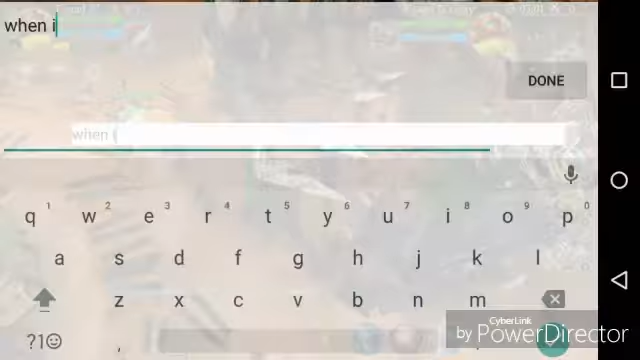 when i
DONE
when i
q 1 w 2 e 3 r 4 t 5 y 6 u 7 i 8 o 9 p 0
a s d f g h j k l
z x c v b n m
?1 ,
CyberLink
by PowerDirector